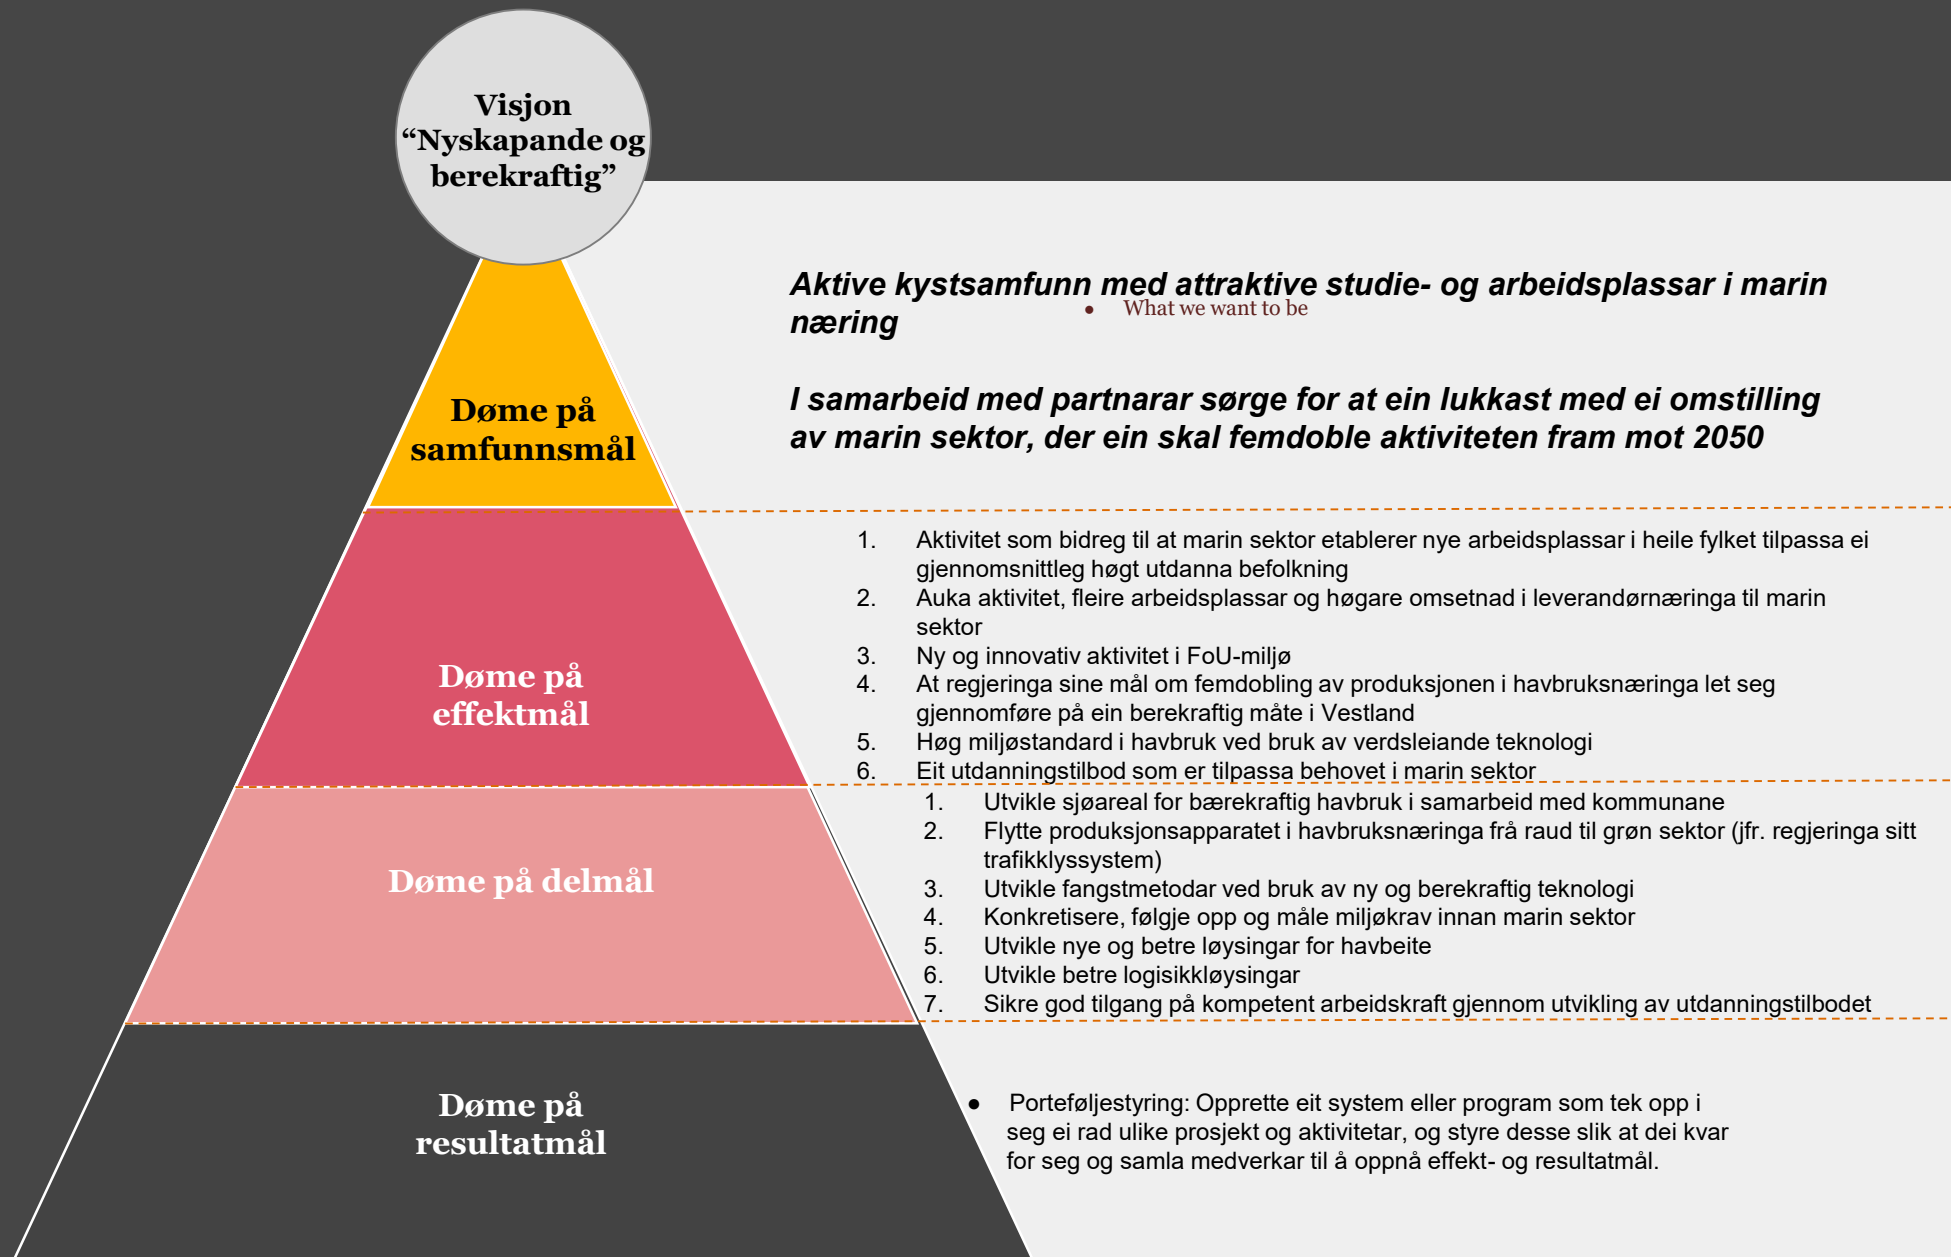 Visjon
“Nyskapande og
berekraftig”
Aktive kystsamfunn med attraktive studie- og arbeidsplassar i marin
næring
● What we want to be
I samarbeid med partnarar sørge for at ein lukkast med ei omstilling
av marin sektor, der ein skal femdoble aktiviteten fram mot 2050
Døme på
samfunnsmål
1. Aktivitet som bidreg til at marin sektor etablerer nye arbeidsplassar i heile fylket tilpassa ei
gjennomsnittleg høgt utdanna befolkning
2. Auka aktivitet, fleire arbeidsplassar og høgare omsetnad i leverandørnæringa til marin
sektor
3. Ny og innovativ aktivitet i FoU-miljø
4. At regjeringa sine mål om femdobling av produksjonen i havbruksnæringa let seg
gjennomføre på ein berekraftig måte i Vestland
5. Høg miljøstandard i havbruk ved bruk av verdsleiande teknologi
6. Eit utdanningstilbod som er tilpassa behovet i marin sektor
Døme på
effektmål
1. Utvikle sjøareal for bærekraftig havbruk i samarbeid med kommunane
2. Flytte produksjonsapparatet i havbruksnæringa frå raud til grøn sektor (jfr. regjeringa sitt
trafikklyssystem)
3. Utvikle fangstmetodar ved bruk av ny og berekraftig teknologi
4. Konkretisere, følgje opp og måle miljøkrav innan marin sektor
5. Utvikle nye og betre løysingar for havbeite
6. Utvikle betre logisikkløysingar
7. Sikre god tilgang på kompetent arbeidskraft gjennom utvikling av utdanningstilbodet
Døme på delmål
Døme på
resultatmål
● Porteføljestyring: Opprette eit system eller program som tek opp i
seg ei rad ulike prosjekt og aktivitetar, og styre desse slik at dei kvar
for seg og samla medverkar til å oppnå effekt- og resultatmål.